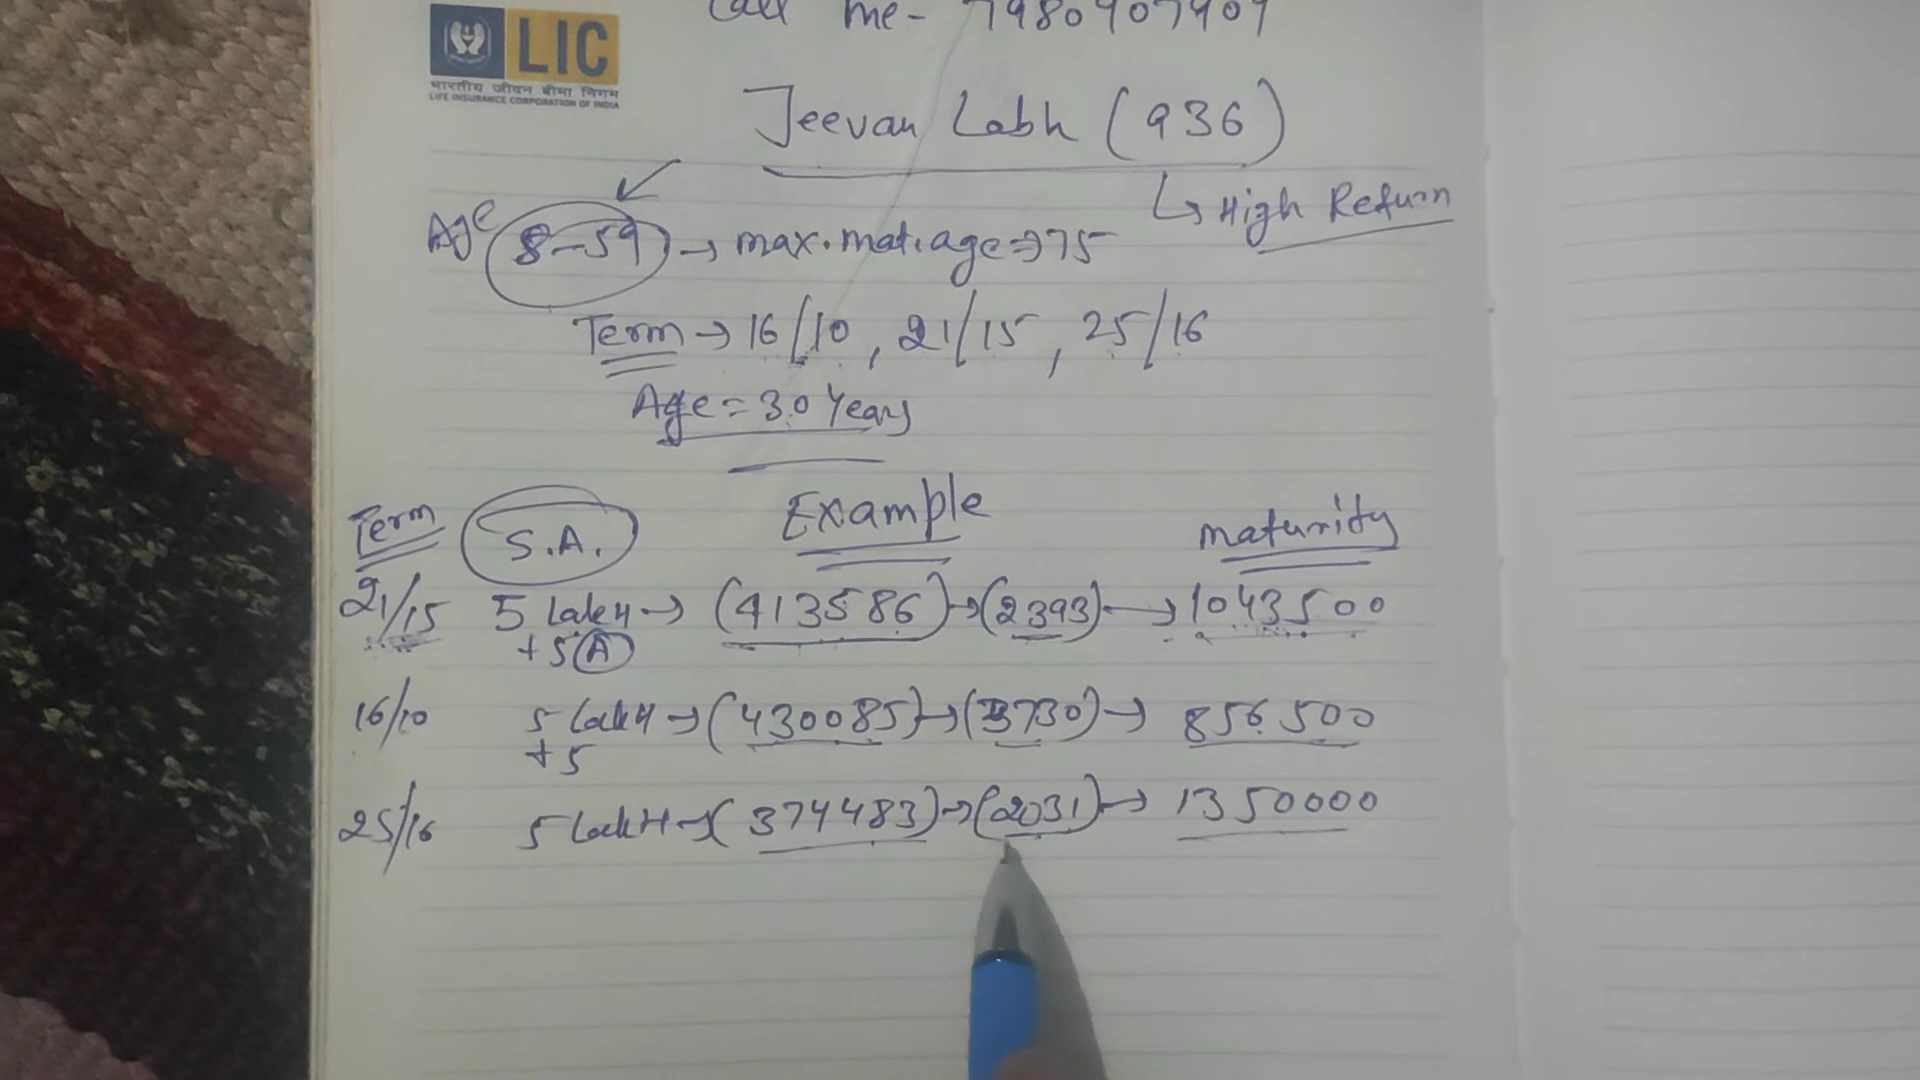 Call me - 7980907909
LIC
भारतीय जीवन बीमा निगम
LIFE INSURANCE CORPORATION OF INDIA
Jeevan Labh (936)
↳ High Return
Age 8-59 → max. mat. age ⇒ 75
Term → 16/10, 21/15, 25/16
Age = 30 Years
Term S.A. Example maturity
21/15 5 lakh → (413586) → (2393) → 1043500
+5 A
16/10 5 lakh → (430085) → (3730) → 856500
+5
25/16 5 lakh → (374483) → (2031) → 1350000